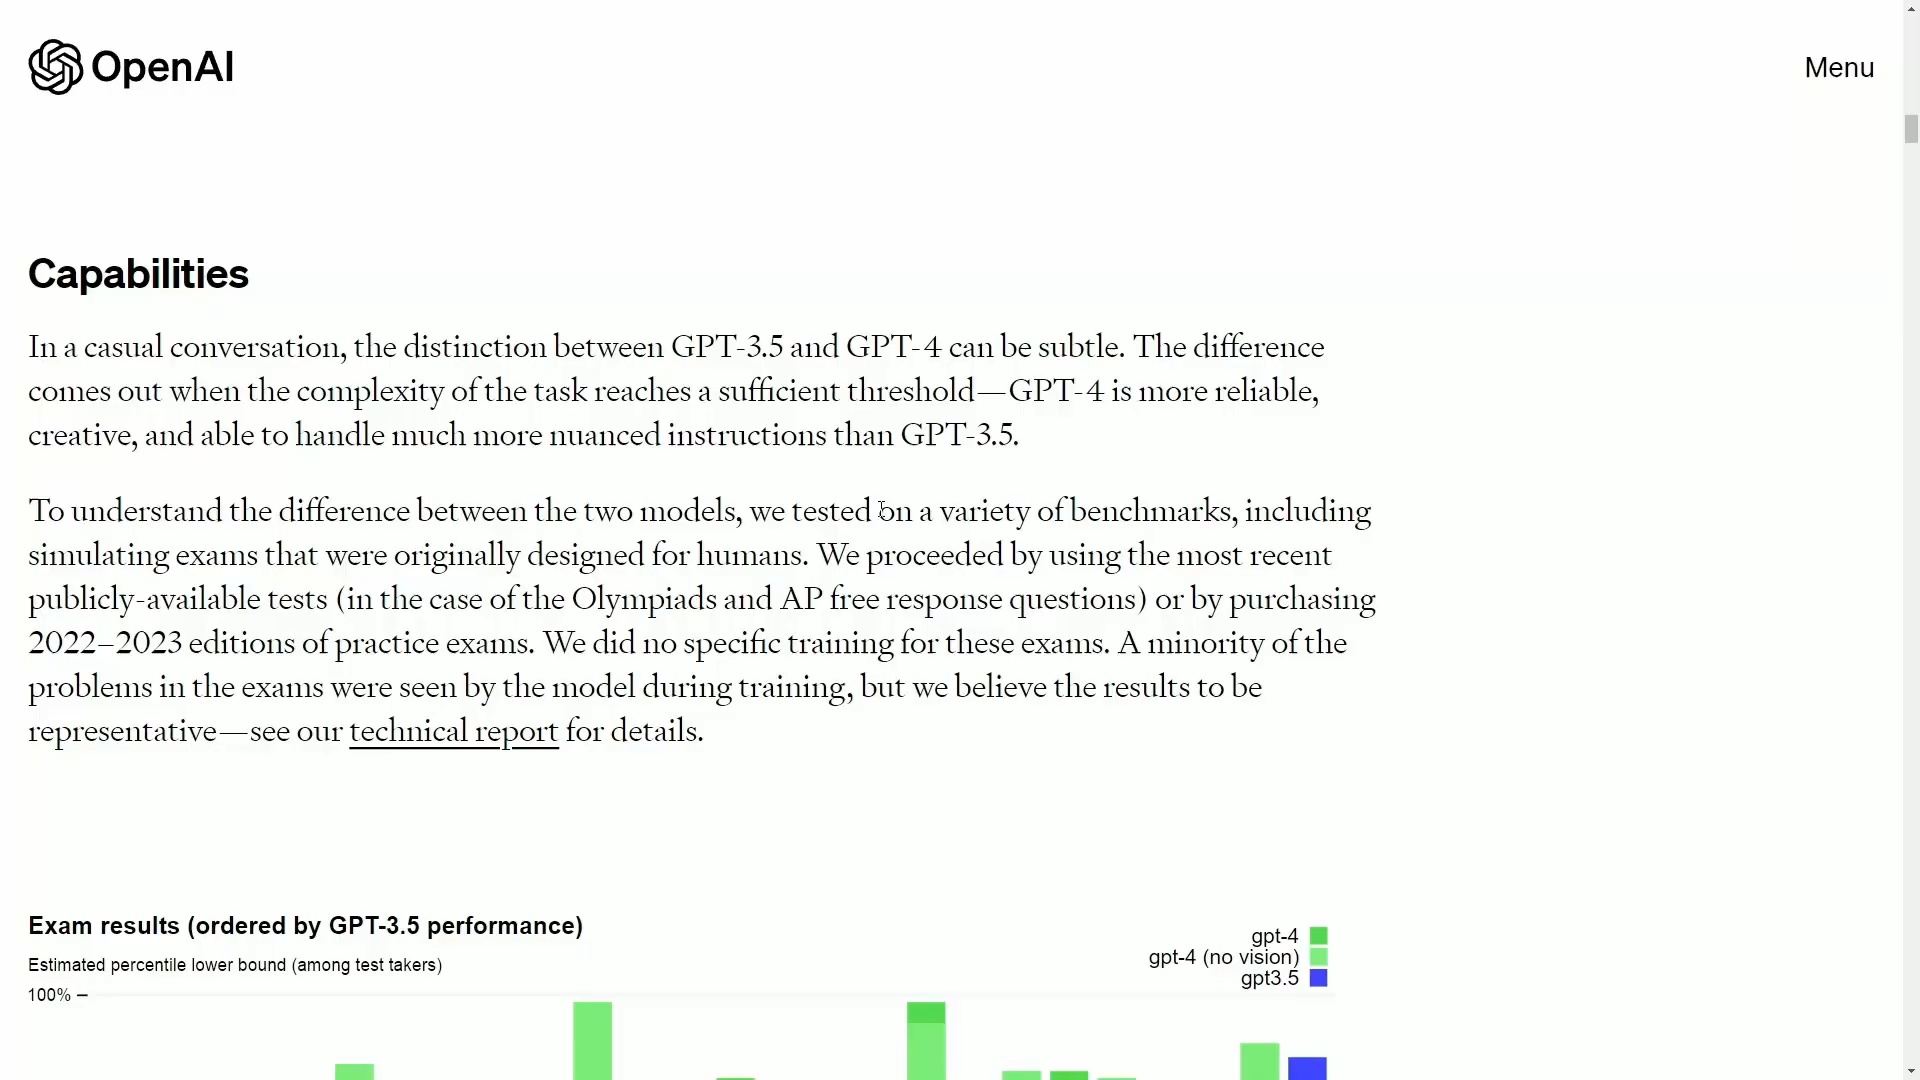 OpenAI
Menu
Capabilities
In a casual conversation, the distinction between GPT-3.5 and GPT-4 can be subtle. The difference
comes out when the complexity of the task reaches a sufficient threshold—GPT-4 is more reliable,
creative, and able to handle much more nuanced instructions than GPT-3.5.
To understand the difference between the two models, we tested on a variety of benchmarks, including
simulating exams that were originally designed for humans. We proceeded by using the most recent
publicly-available tests (in the case of the Olympiads and AP free response questions) or by purchasing
2022–2023 editions of practice exams. We did no specific training for these exams. A minority of the
problems in the exams were seen by the model during training, but we believe the results to be
representative—see our technical report for details.
Exam results (ordered by GPT-3.5 performance)
Estimated percentile lower bound (among test takers)
gpt-4
gpt-4 (no vision)
gpt3.5
100%